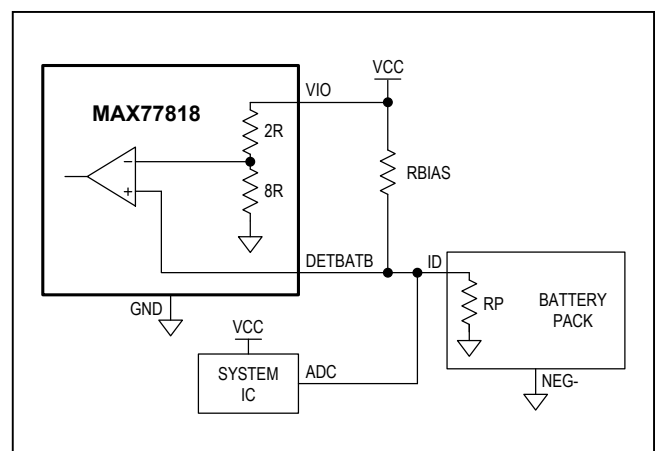 VCC
VIO
MAX77818
2R
RBIAS
−
8R
+
DETBATB
ID
RP
BATTERY
PACK
GND
VCC
SYSTEM
IC
ADC
NEG-